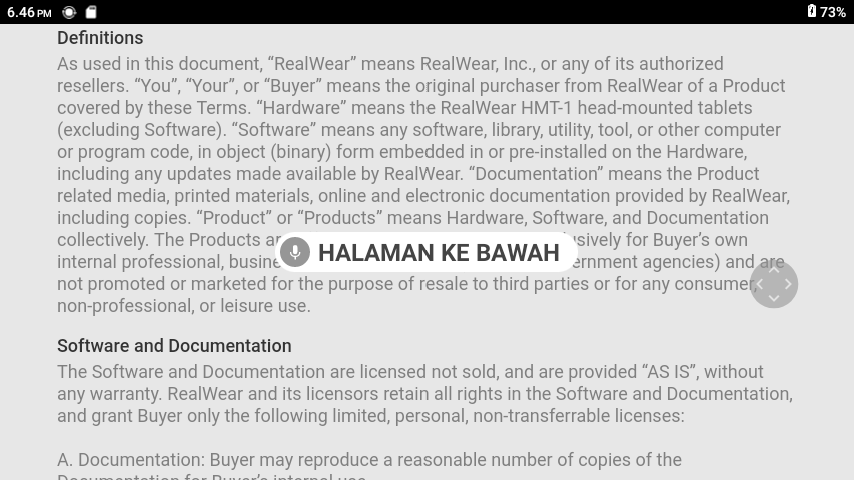 6.46 PM 73%
Definitions
As used in this document, “RealWear” means RealWear, Inc., or any of its authorized
resellers. “You”, “Your”, or “Buyer” means the original purchaser from RealWear of a Product
covered by these Terms. “Hardware” means the RealWear HMT-1 head-mounted tablets
(excluding Software). “Software” means any software, library, utility, tool, or other computer
or program code, in object (binary) form embedded in or pre-installed on the Hardware,
including any updates made available by RealWear. “Documentation” means the Product
related media, printed materials, online and electronic documentation provided by RealWear,
including copies. “Product” or “Products” means Hardware, Software, and Documentation
collectively. The Products for Buyer’s own
HALAMAN KE BAWAH
internal professional, agencies) and are
not promoted or marketed for the purpose of resale to third parties or for any consumer,
non-professional, or leisure use.
Software and Documentation
The Software and Documentation are licensed not sold, and are provided “AS IS”, without
any warranty. RealWear and its licensors retain all rights in the Software and Documentation,
and grant Buyer only the following limited, personal, non-transferrable licenses:
A. Documentation: Buyer may reproduce a reasonable number of copies of the
Documentation for Buyer’s internal use